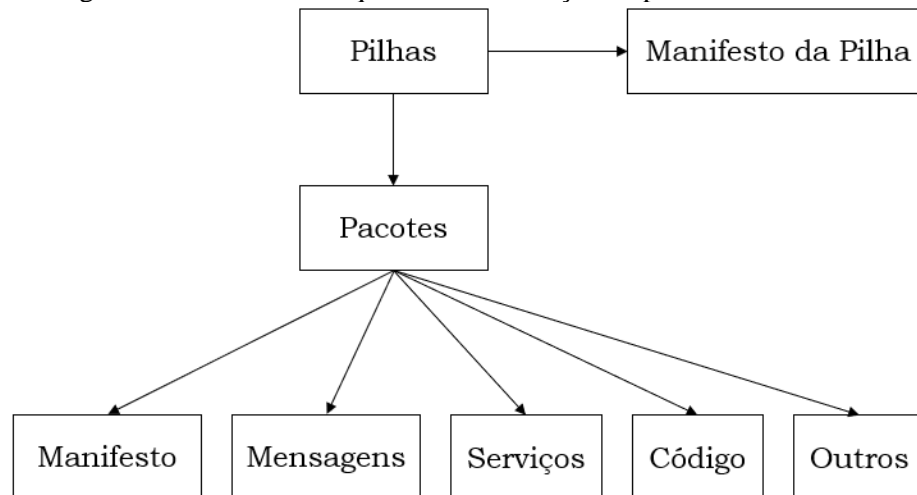 Pilhas
Manifesto da Pilha
Pacotes
Manifesto
Mensagens
Serviços
Código
Outros